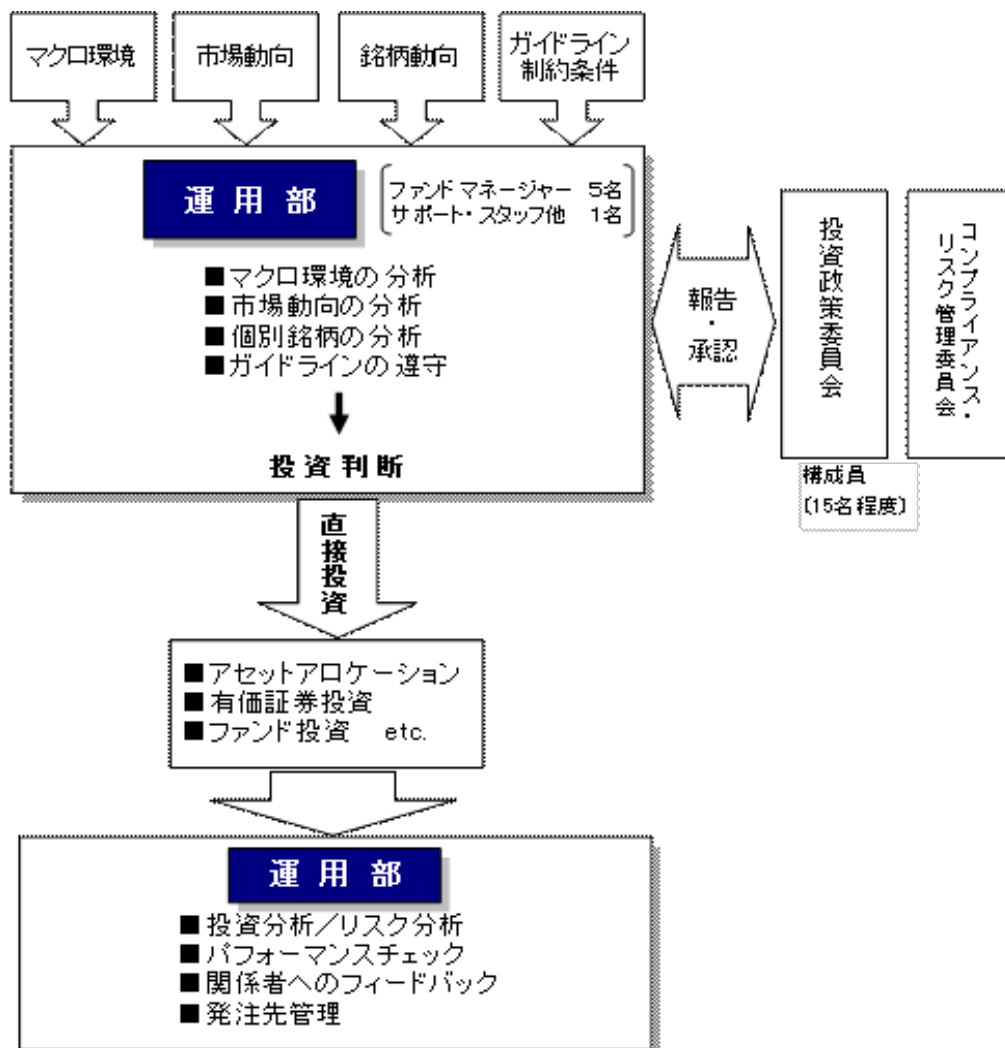 マクロ環境
市場動向
銘柄動向
ガイドライン
制約条件
運用部
ファンドマネージャー 5名
サポート・スタッフ他 1名
■マクロ環境の分析
■市場動向の分析
■個別銘柄の分析
■ガイドラインの遵守
投資判断
報告
・
承認
投資政策委員会
コンプライアンス・
リスク管理委員会
構成員
〔15名程度〕
直接投資
■アセットアロケーション
■有価証券投資
■ファンド投資 etc.
運用部
■投資分析／リスク分析
■パフォーマンスチェック
■関係者へのフィードバック
■発注先管理